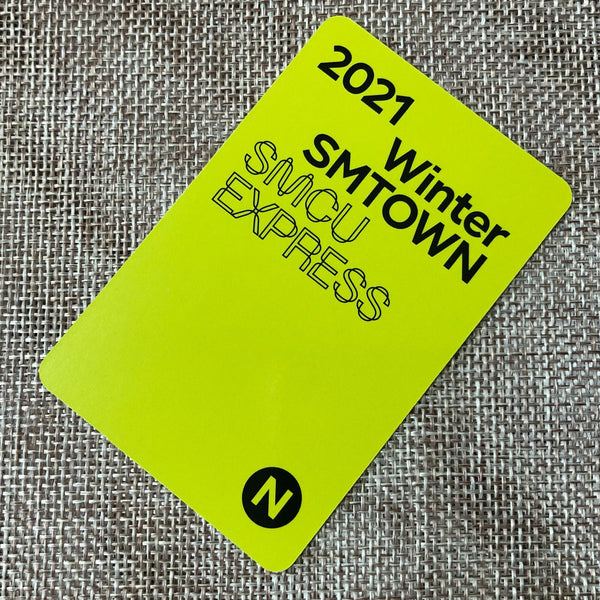 2021
Winter
SMTOWN
SMCU
EXPRESS
N